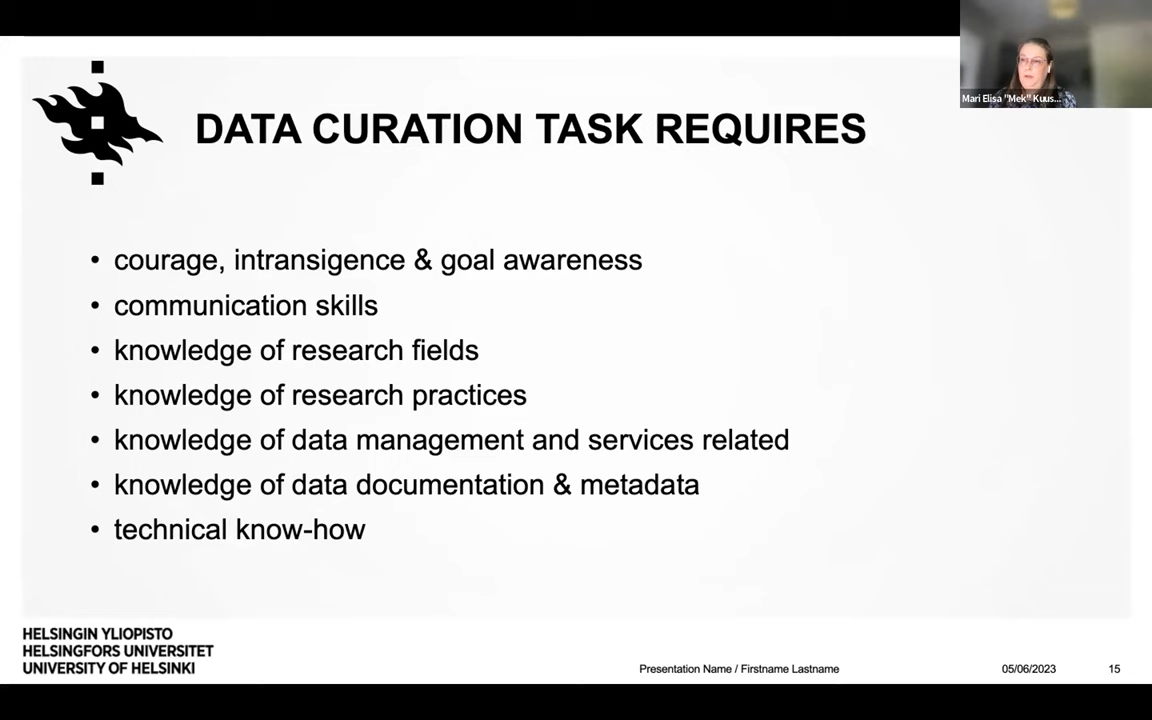 Mari Elisa "Mek" Kuus...
DATA CURATION TASK REQUIRES
• courage, intransigence & goal awareness
• communication skills
• knowledge of research fields
• knowledge of research practices
• knowledge of data management and services related
• knowledge of data documentation & metadata
• technical know-how
HELSINGIN YLIOPISTO
HELSINGFORS UNIVERSITET
UNIVERSITY OF HELSINKI
Presentation Name / Firstname Lastname
05/06/2023
15